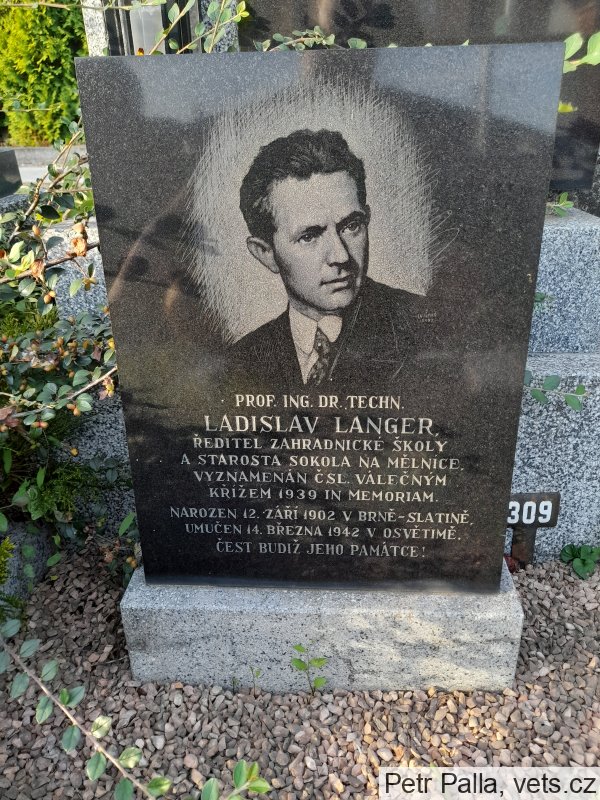 PROF. ING. DR. TECHN.
LADISLAV LANGER,
ŘEDITEL ZAHRADNICKÉ ŠKOLY
A STAROSTA SOKOLA NA MĚLNÍCE,
VYZNAMENÁN ČSL. VÁLEČNÝM
KŘÍŽEM 1939 IN MEMORIAM.
NAROZEN 12. ZÁŘÍ 1902 V BRNĚ-SLATINĚ,
UMUČEN 14. BŘEZNA 1942 V OSVĚTIMĚ.
ČEST BUDIŽ JEHO PAMÁTCE!
309
Petr Palla, vets.cz